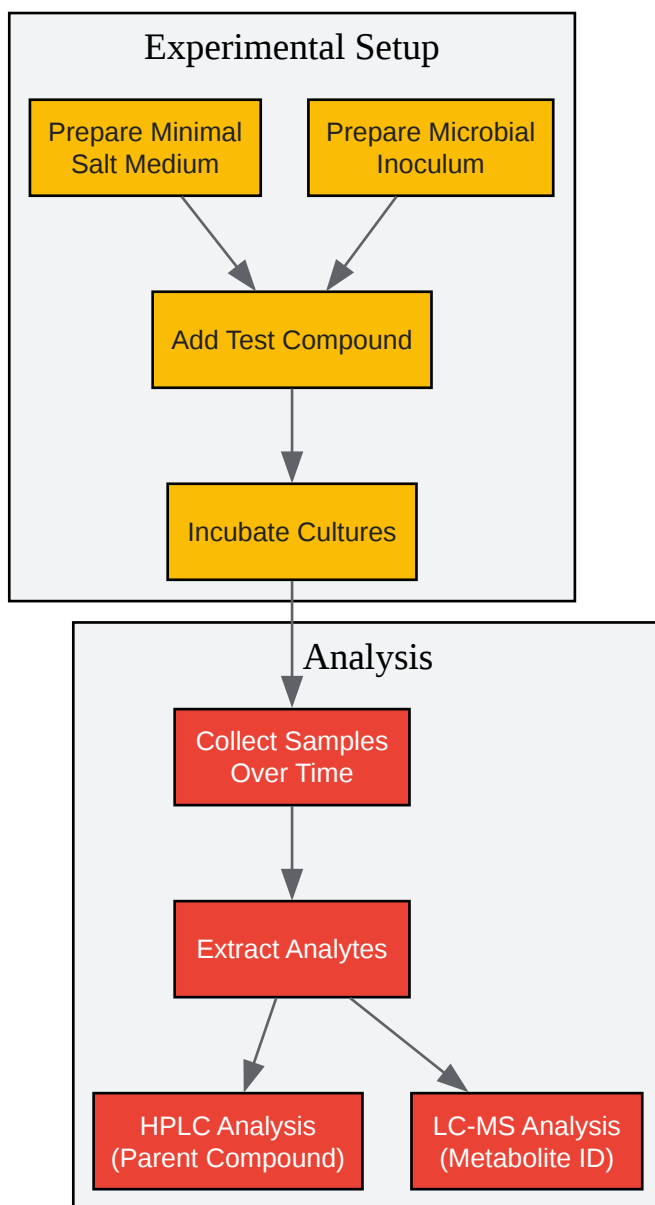 Experimental Setup
Prepare Minimal
Salt Medium
Prepare Microbial
Inoculum
Add Test Compound
Incubate Cultures
Analysis
Collect Samples
Over Time
Extract Analytes
HPLC Analysis
(Parent Compound)
LC-MS Analysis
(Metabolite ID)